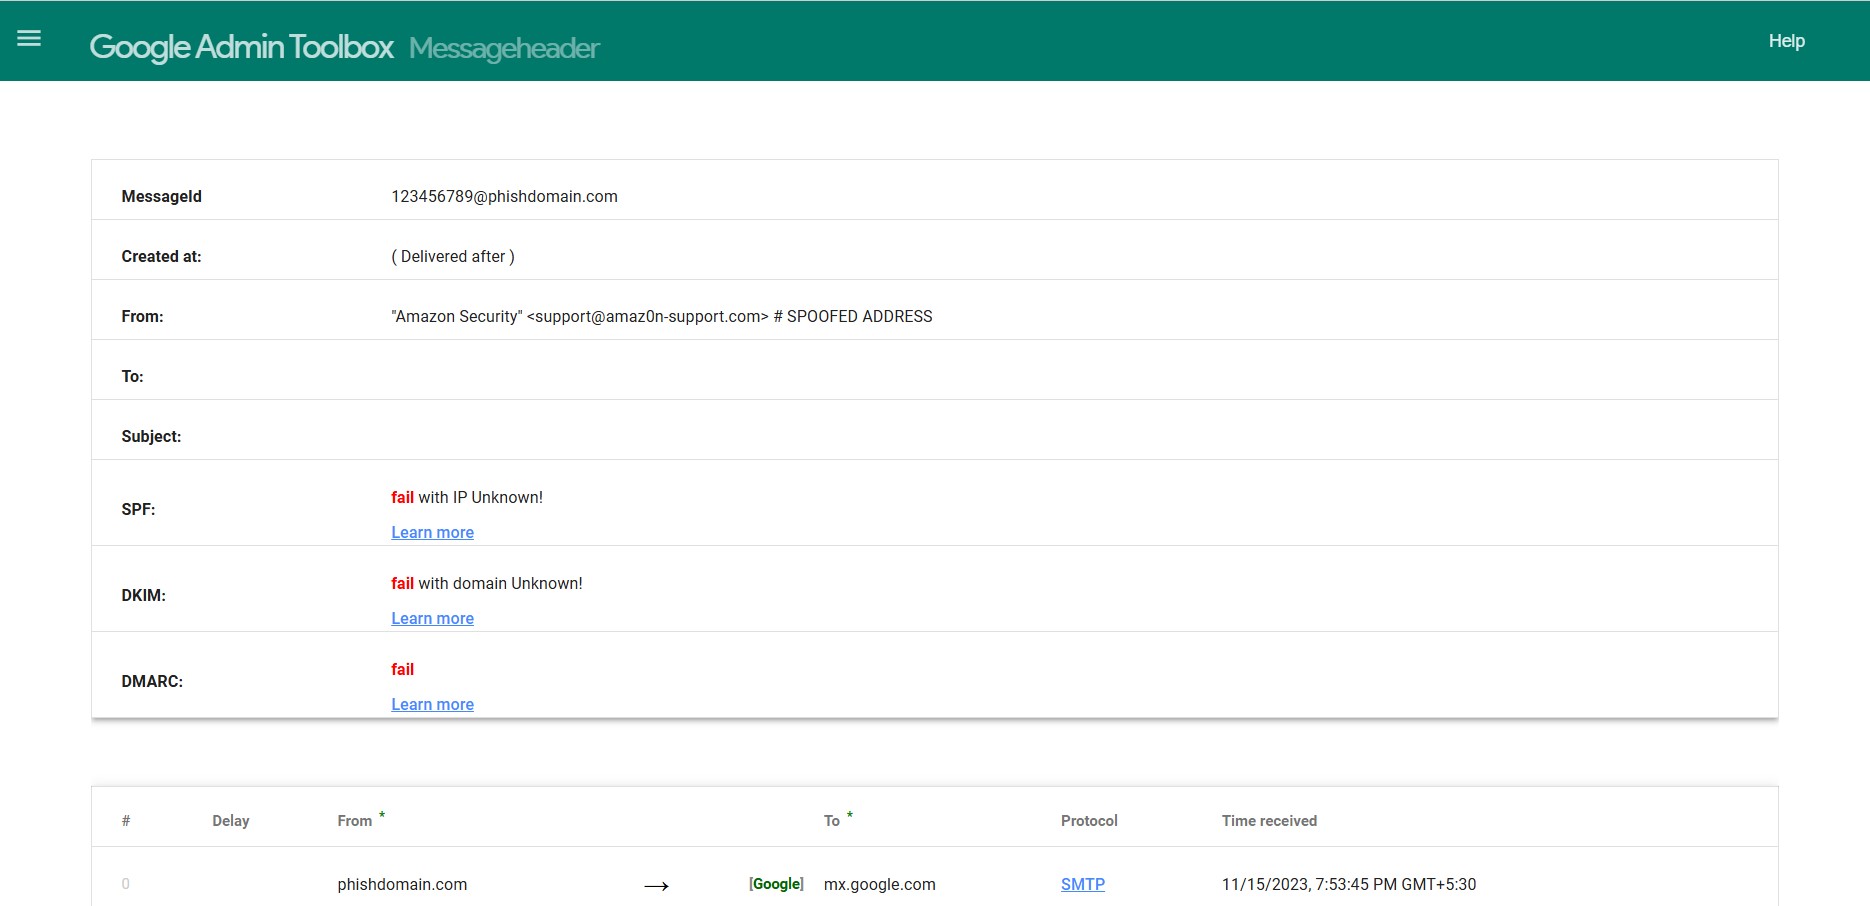 Google Admin Toolbox Messageheader
Help
MessageId 123456789@phishdomain.com
Created at: ( Delivered after )
From: "Amazon Security" <support@amaz0n-support.com> # SPOOFED ADDRESS
To:
Subject:
SPF: fail with IP Unknown!
Learn more
DKIM: fail with domain Unknown!
Learn more
DMARC: fail
Learn more
# Delay From * To * Protocol Time received
0 phishdomain.com → [Google] mx.google.com SMTP 11/15/2023, 7:53:45 PM GMT+5:30